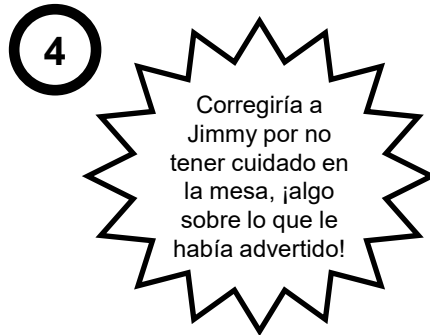 4
Corregiría a
Jimmy por no
tener cuidado en
la mesa, ¡algo
sobre lo que le
había advertido!